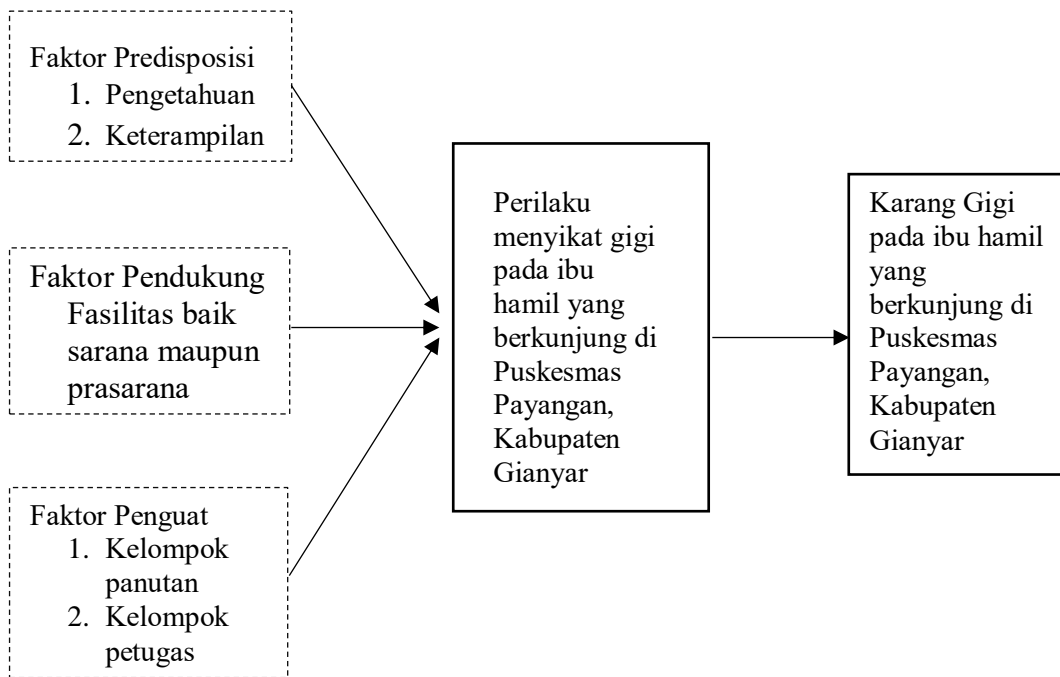 Faktor Predisposisi
1. Pengetahuan
2. Keterampilan
Faktor Pendukung
Fasilitas baik
sarana maupun
prasarana
Faktor Penguat
1. Kelompok
panutan
2. Kelompok
petugas
Perilaku
menyikat gigi
pada ibu
hamil yang
berkunjung di
Puskesmas
Payangan,
Kabupaten
Gianyar
Karang Gigi
pada ibu hamil
yang
berkunjung di
Puskesmas
Payangan,
Kabupaten
Gianyar